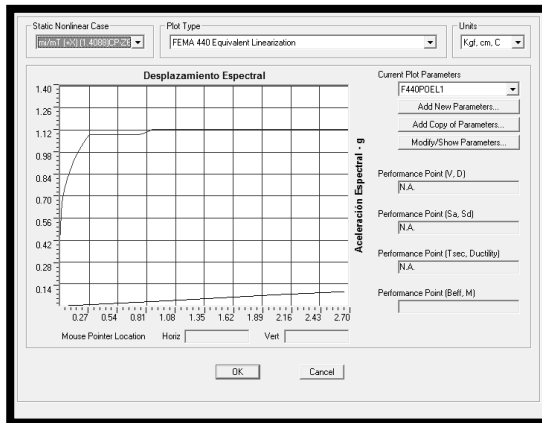 Static Nonlinear Case
Plot Type
FEMA 440 Equivalent Linearization
Units
Kgf, cm, C
Desplazamiento Espectral
1.40
1.26
1.12
0.98
0.84
0.70
0.56
0.42
0.28
0.14
0.27 0.54 0.81 1.08 1.35 1.62 1.89 2.16 2.43 2.70
Aceleración Espectral - g
Mouse Pointer Location Horiz Vert
Current Plot Parameters
F440POEL1
Add New Parameters...
Add Copy of Parameters...
Modify/Show Parameters...
Performance Point (V, D)
N.A.
Performance Point (Sa, Sd)
N.A.
Performance Point (Tsec, Ductility)
N.A.
Performance Point (Beff, M)
OK
Cancel